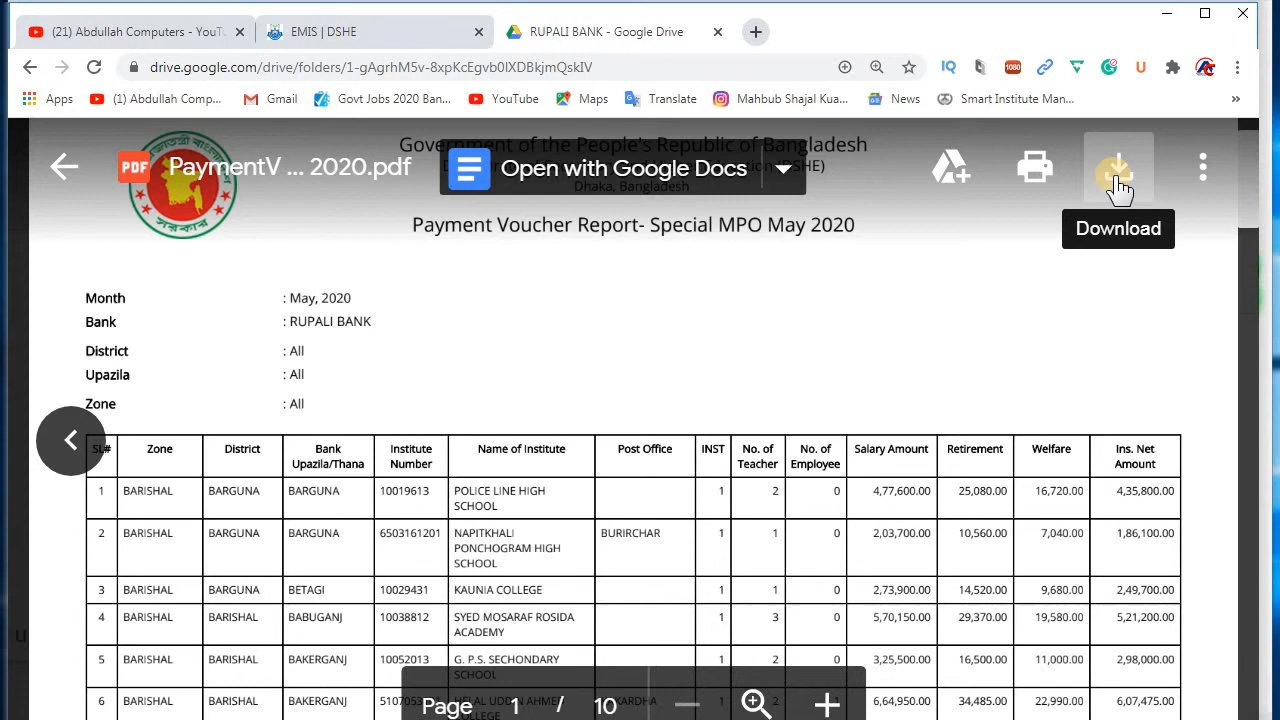 (21) Abdullah Computers - YouTu
EMIS | DSHE
RUPALI BANK - Google Drive
drive.google.com/drive/folders/1-gAgrhM5v-8xpKcEgvb0lXDBkjmQskIV
IQ
1080
U
Apps
(1) Abdullah Comp...
Gmail
Govt Jobs 2020 Ban...
YouTube
Maps
Translate
Mahbub Shajal Kua...
News
Smart Institute Man...
»
Government of the People's Republic of Bangladesh
PDF
PaymentV ... 2020.pdf
Open with Google Docs
(DSHE)
Dhaka, Bangladesh
Payment Voucher Report- Special MPO May 2020
Download
Month : May, 2020
Bank : RUPALI BANK
District : All
Upazila : All
Zone : All
SL# Zone District Bank Upazila/Thana Institute Number Name of Institute Post Office INST No. of Teacher No. of Employee Salary Amount Retirement Welfare Ins. Net Amount
1 BARISHAL BARGUNA BARGUNA 10019613 POLICE LINE HIGH SCHOOL 1 2 0 4,77,600.00 25,080.00 16,720.00 4,35,800.00
2 BARISHAL BARGUNA BARGUNA 6503161201 NAPITKHALI PONCHOGRAM HIGH SCHOOL BURIRCHAR 1 1 0 2,03,700.00 10,560.00 7,040.00 1,86,100.00
3 BARISHAL BARGUNA BETAGI 10029431 KAUNIA COLLEGE 1 1 0 2,73,900.00 14,520.00 9,680.00 2,49,700.00
4 BARISHAL BARISHAL BABUGANJ 10038812 SYED MOSARAF ROSIDA ACADEMY 1 3 0 5,70,150.00 29,370.00 19,580.00 5,21,200.00
5 BARISHAL BARISHAL BAKERGANJ 10052013 G. P.S. SECHONDARY SCHOOL 1 2 0 3,25,500.00 16,500.00 11,000.00 2,98,000.00
6 BARISHAL BARISHAL BAKERGANJ HELAL UDDIN AHMED COLLEGE 6,64,950.00 34,485.00 22,990.00 6,07,475.00
Page 1 / 10